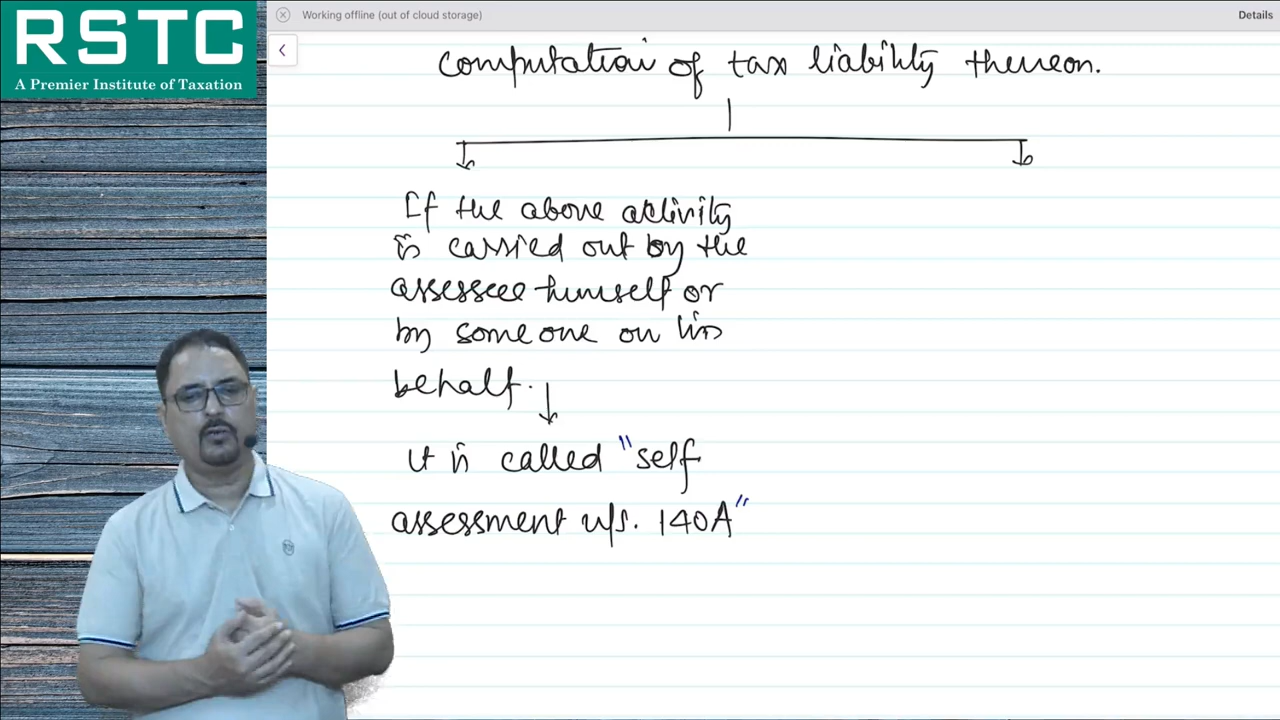 RSTC
A Premier Institute of Taxation
Working offline (out of cloud storage)
Details
computation of tax liability thereon.
If the above activity
is carried out by the
assessee himself or
by someone on his
behalf.
it is called "self
assessment u/s. 140A"